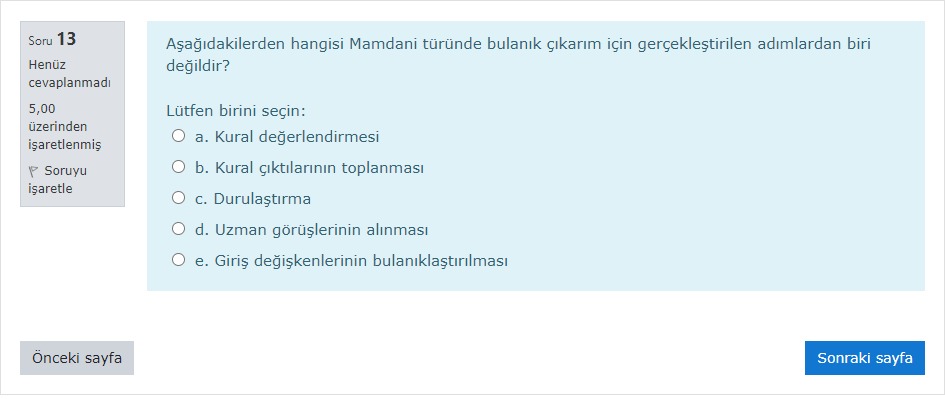 Soru 13
Henüz
cevaplanmadı
5,00
üzerinden
işaretlenmiş
Soruyu
işaretle
Aşağıdakilerden hangisi Mamdani türünde bulanık çıkarım için gerçekleştirilen adımlardan biri
değildir?
Lütfen birini seçin:
a. Kural değerlendirmesi
b. Kural çıktılarının toplanması
c. Durulaştırma
d. Uzman görüşlerinin alınması
e. Giriş değişkenlerinin bulanıklaştırılması
Önceki sayfa
Sonraki sayfa